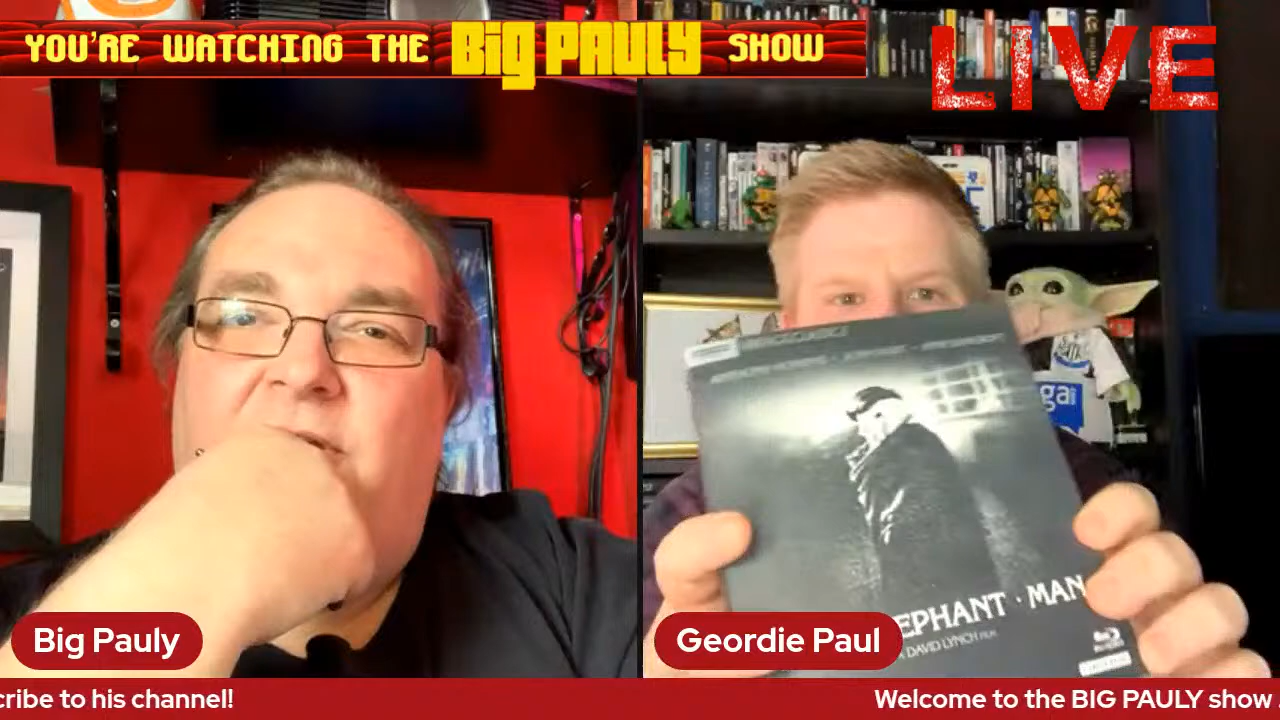 YOU'RE WATCHING THE BIG PAULY SHOW
LIVE
ga
EPHANT · MAN
A DAVID LYNCH FILM
Big Pauly
Geordie Paul
cribe to his channel!
Welcome to the BIG PAULY show